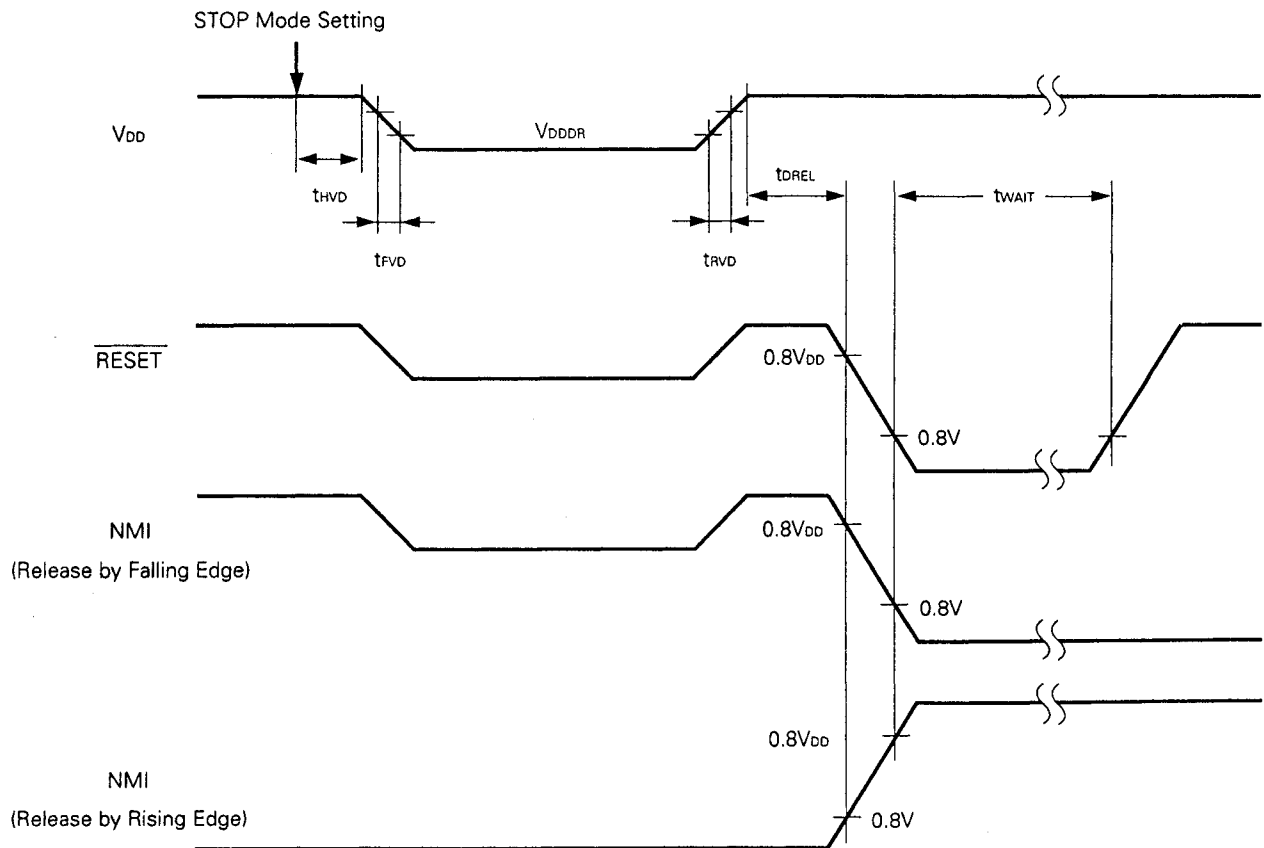 STOP Mode Setting
VDD
VDDDR
tHVD
tFVD
tRVD
tDREL
tWAIT
RESET
0.8VDD
0.8V
NMI
(Release by Falling Edge)
0.8VDD
0.8V
0.8VDD
NMI
(Release by Rising Edge)
0.8V